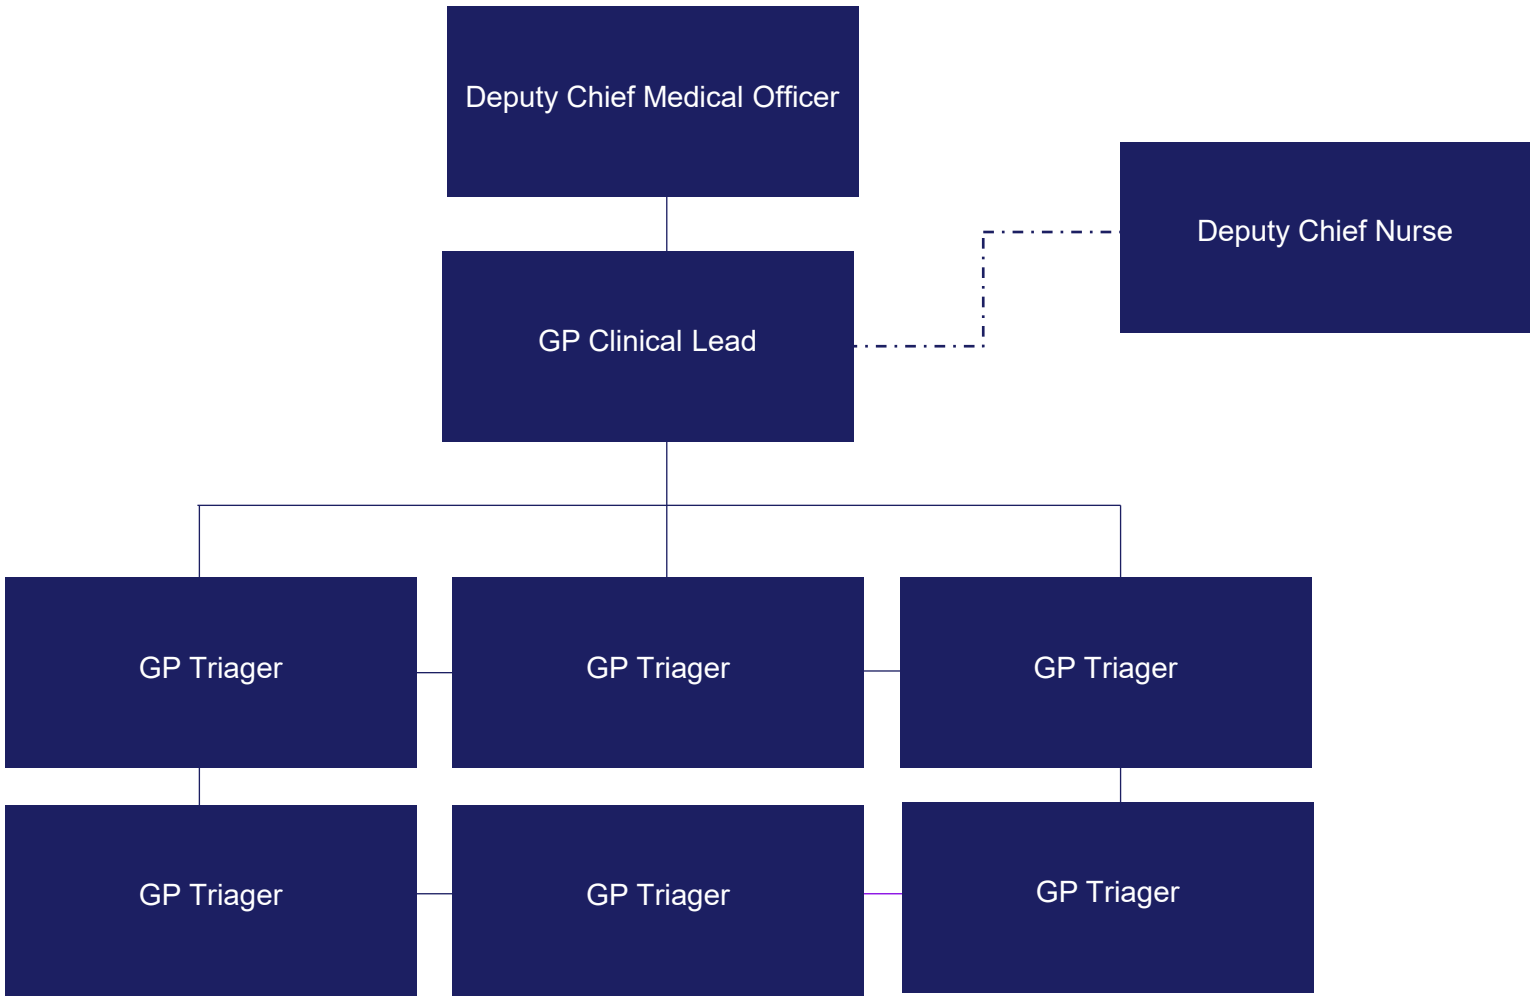 Deputy Chief Medical Officer
Deputy Chief Nurse
GP Clinical Lead
GP Triager
GP Triager
GP Triager
GP Triager
GP Triager
GP Triager